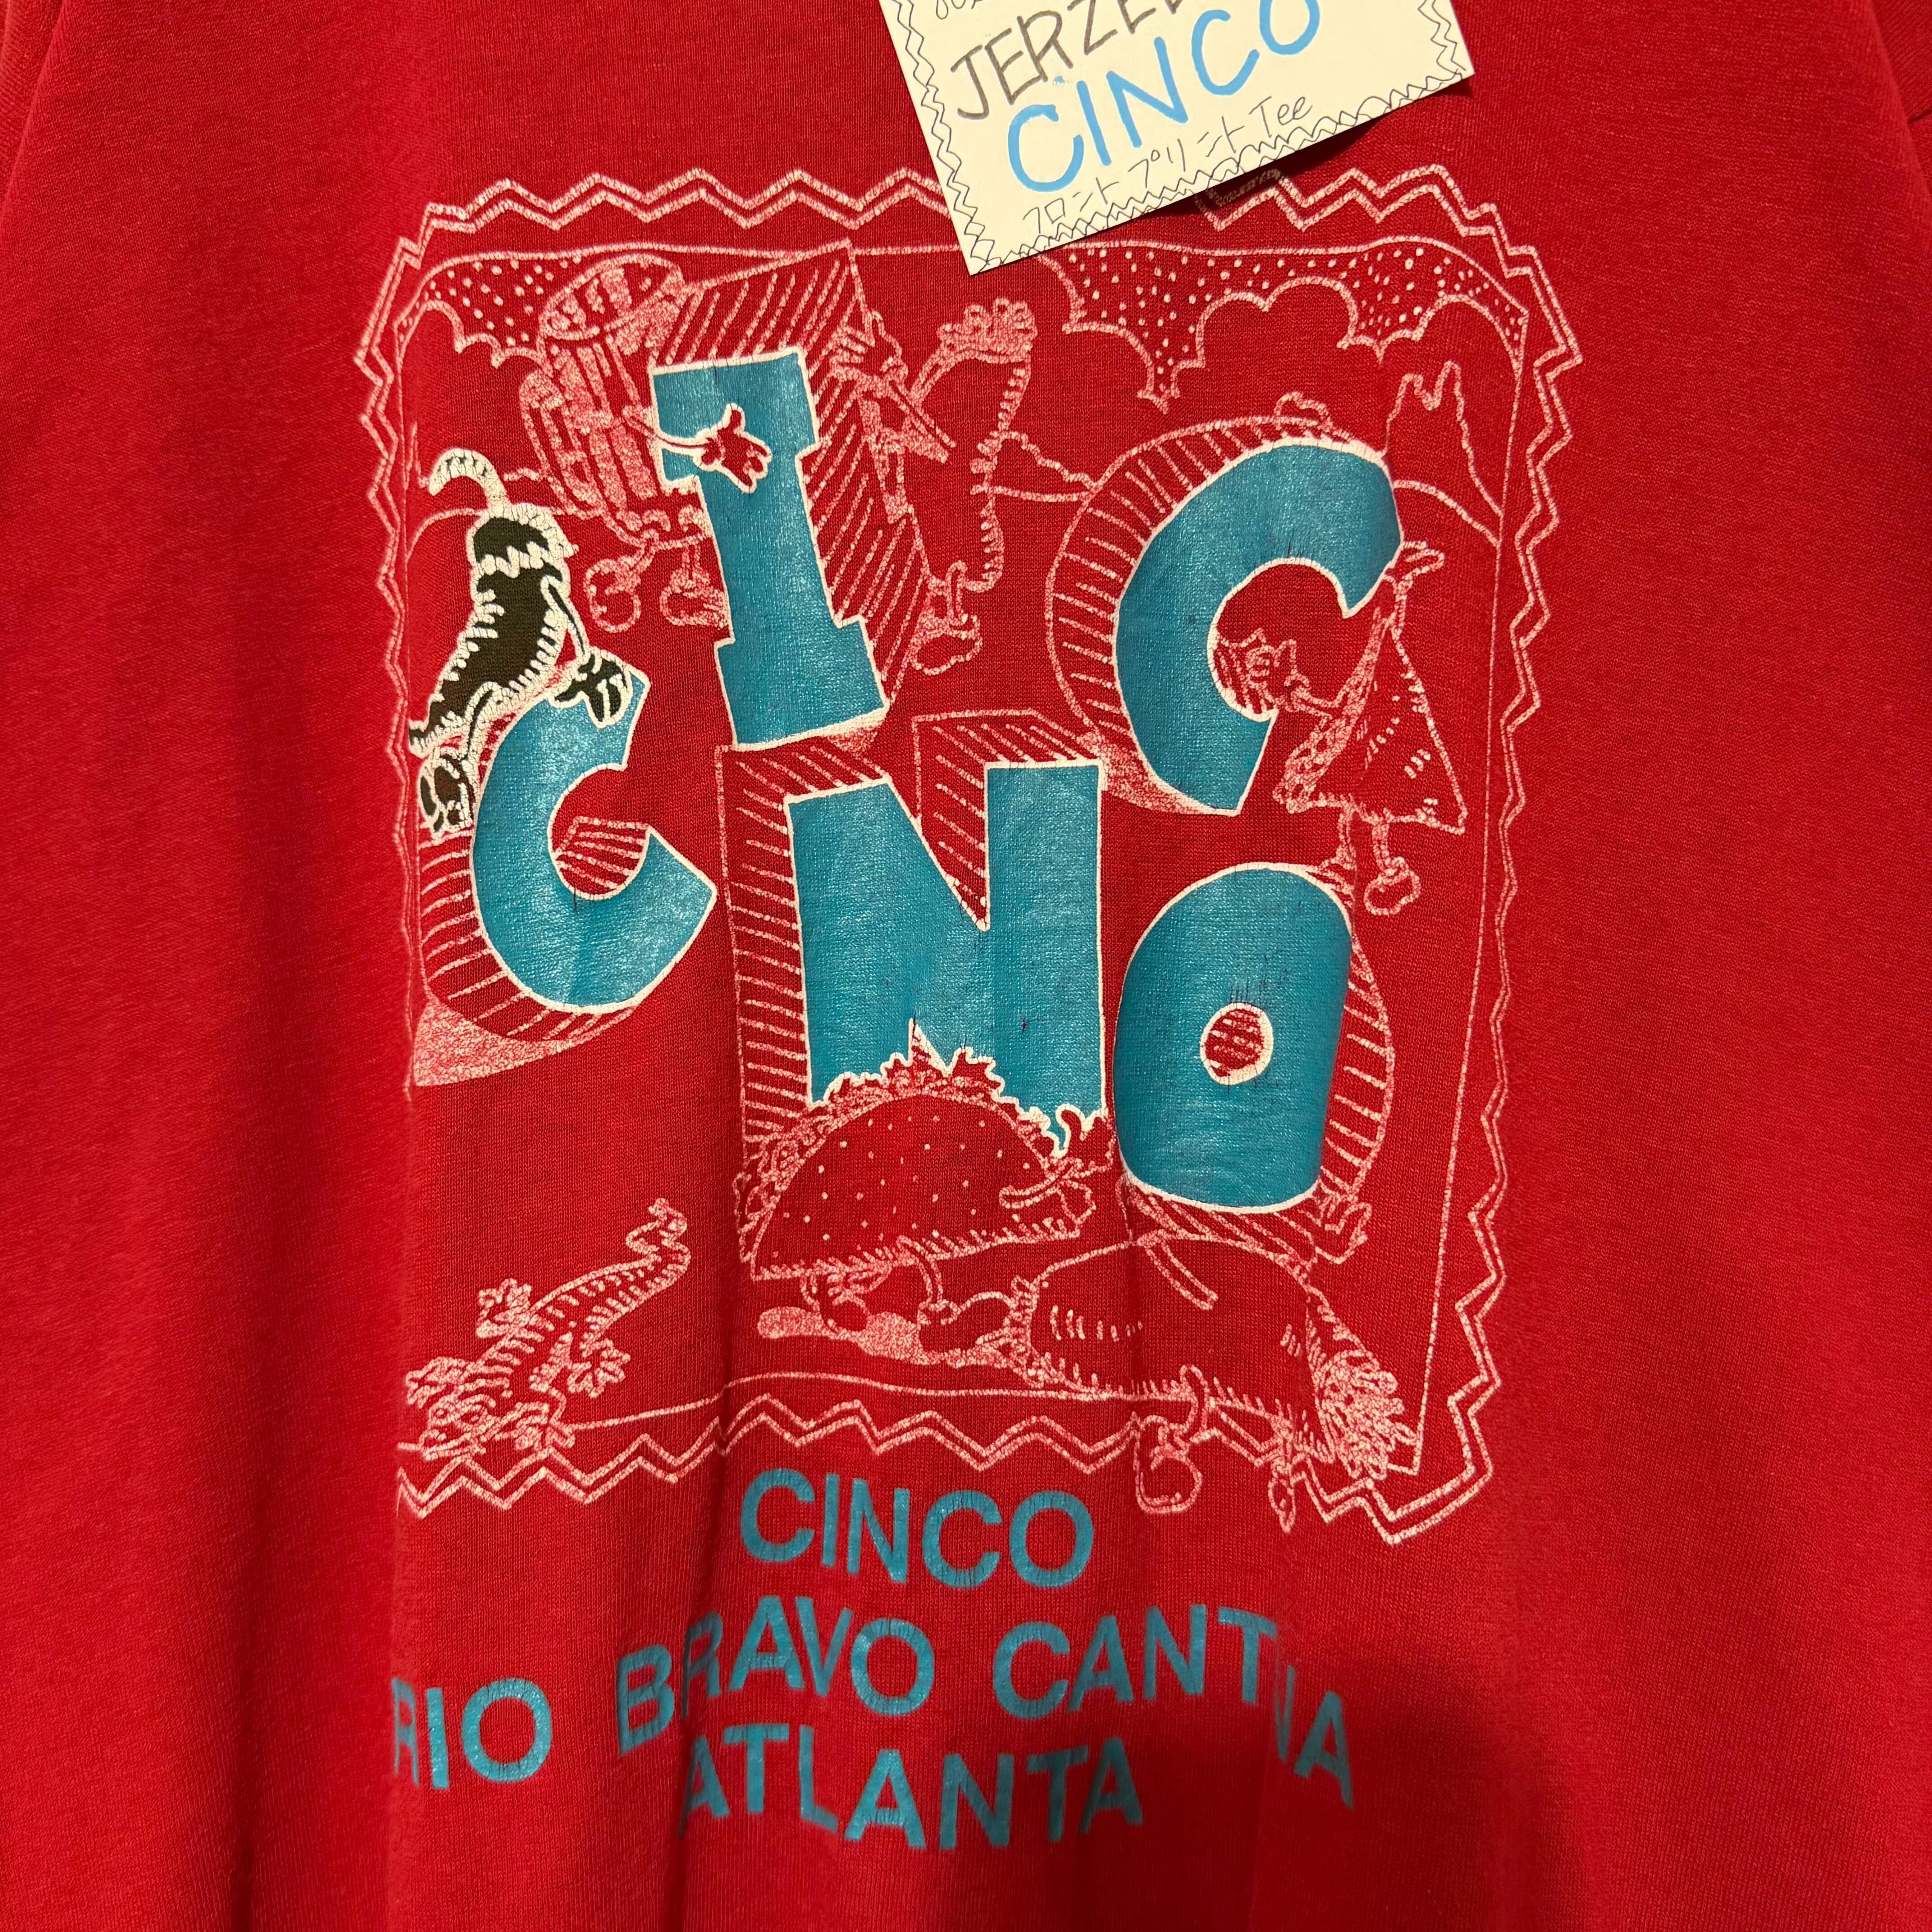 JERZEE
CINCO
フロントプリントTee
CINCO
CINCO
RIO BRAVO CANTINA
ATLANTA